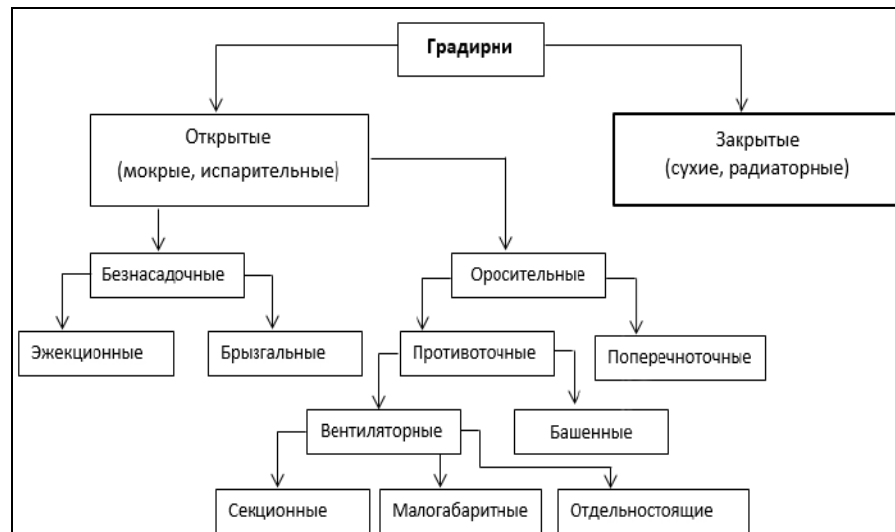 Градирни
Открытые
(мокрые, испарительные)
Закрытые
(сухие, радиаторные)
Безнасадочные
Оросительные
Эжекционные
Брызгальные
Противоточные
Поперечноточные
Вентиляторные
Башенные
Секционные
Малогабаритные
Отдельностоящие